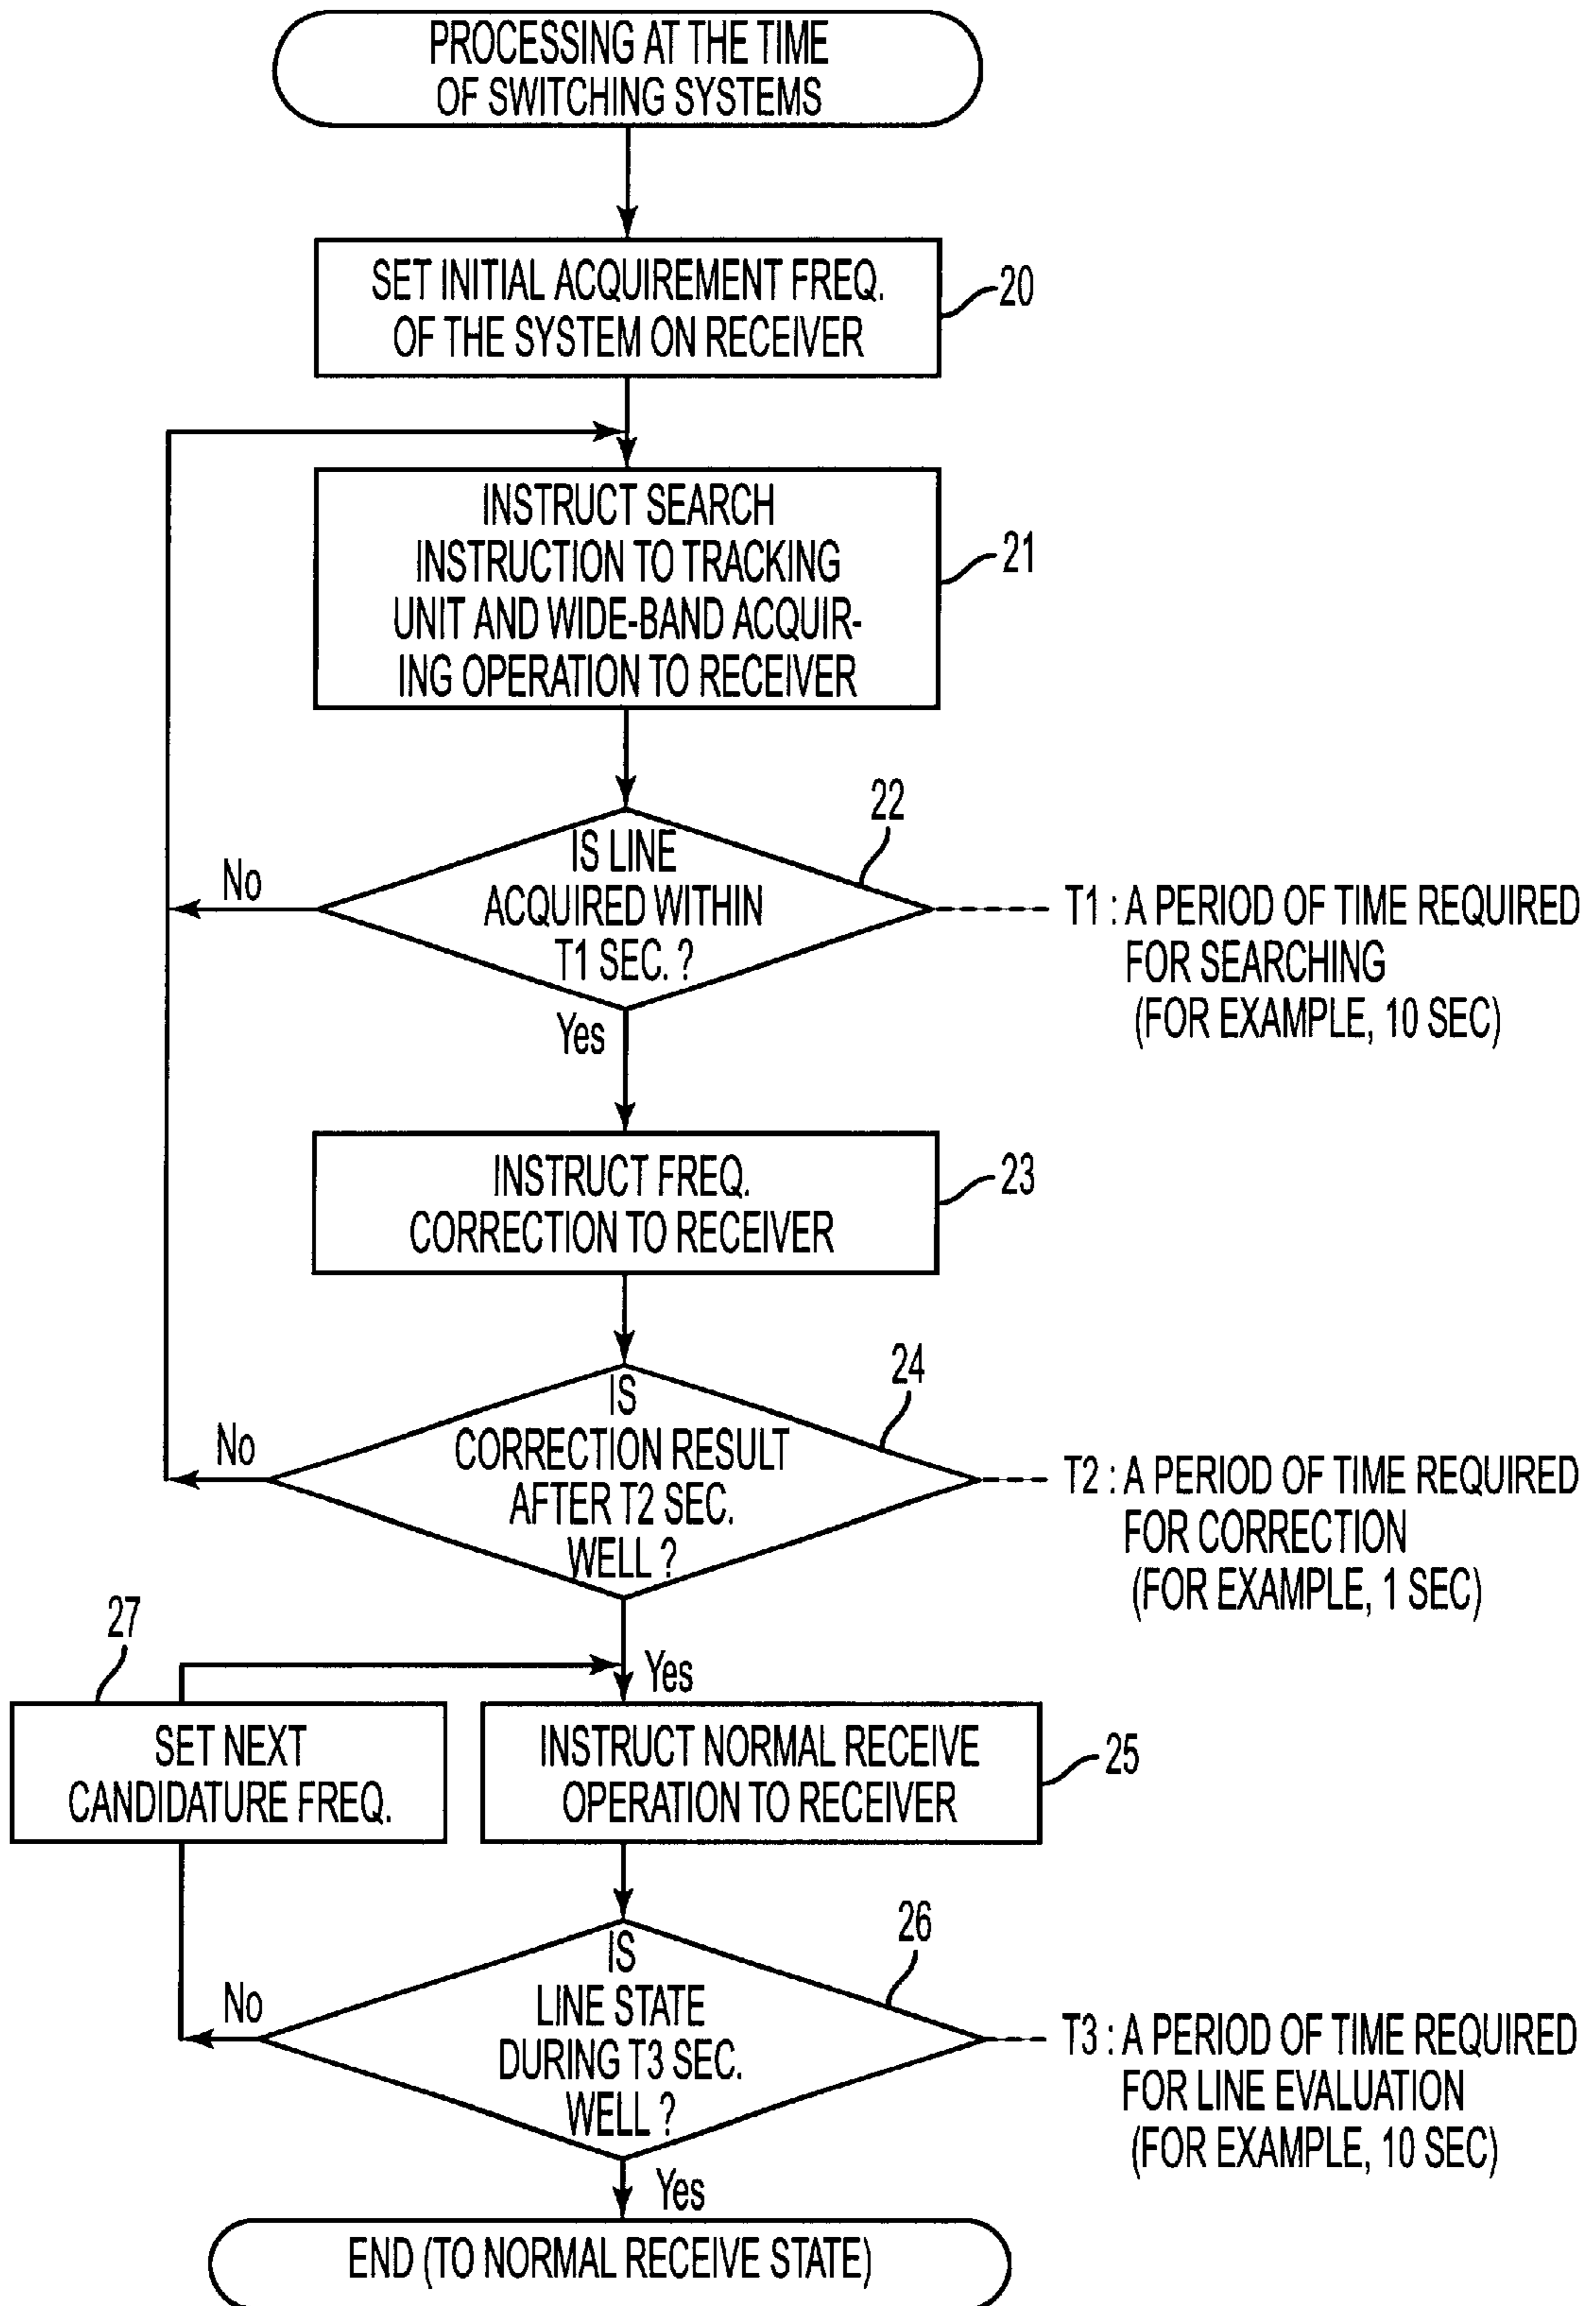 PROCESSING AT THE TIME
OF SWITCHING SYSTEMS
SET INITIAL ACQUIREMENT FREQ.
OF THE SYSTEM ON RECEIVER
20
INSTRUCT SEARCH
INSTRUCTION TO TRACKING
UNIT AND WIDE-BAND ACQUIR-
ING OPERATION TO RECEIVER
21
22
IS LINE
ACQUIRED WITHIN
T1 SEC. ?
No
T1 : A PERIOD OF TIME REQUIRED
FOR SEARCHING
(FOR EXAMPLE, 10 SEC)
Yes
INSTRUCT FREQ.
CORRECTION TO RECEIVER
23
24
IS
CORRECTION RESULT
AFTER T2 SEC.
WELL ?
No
T2 : A PERIOD OF TIME REQUIRED
FOR CORRECTION
(FOR EXAMPLE, 1 SEC)
27
Yes
SET NEXT
CANDIDATURE FREQ.
INSTRUCT NORMAL RECEIVE
OPERATION TO RECEIVER
25
26
IS
LINE STATE
DURING T3 SEC.
WELL ?
No
T3 : A PERIOD OF TIME REQUIRED
FOR LINE EVALUATION
(FOR EXAMPLE, 10 SEC)
Yes
END (TO NORMAL RECEIVE STATE)